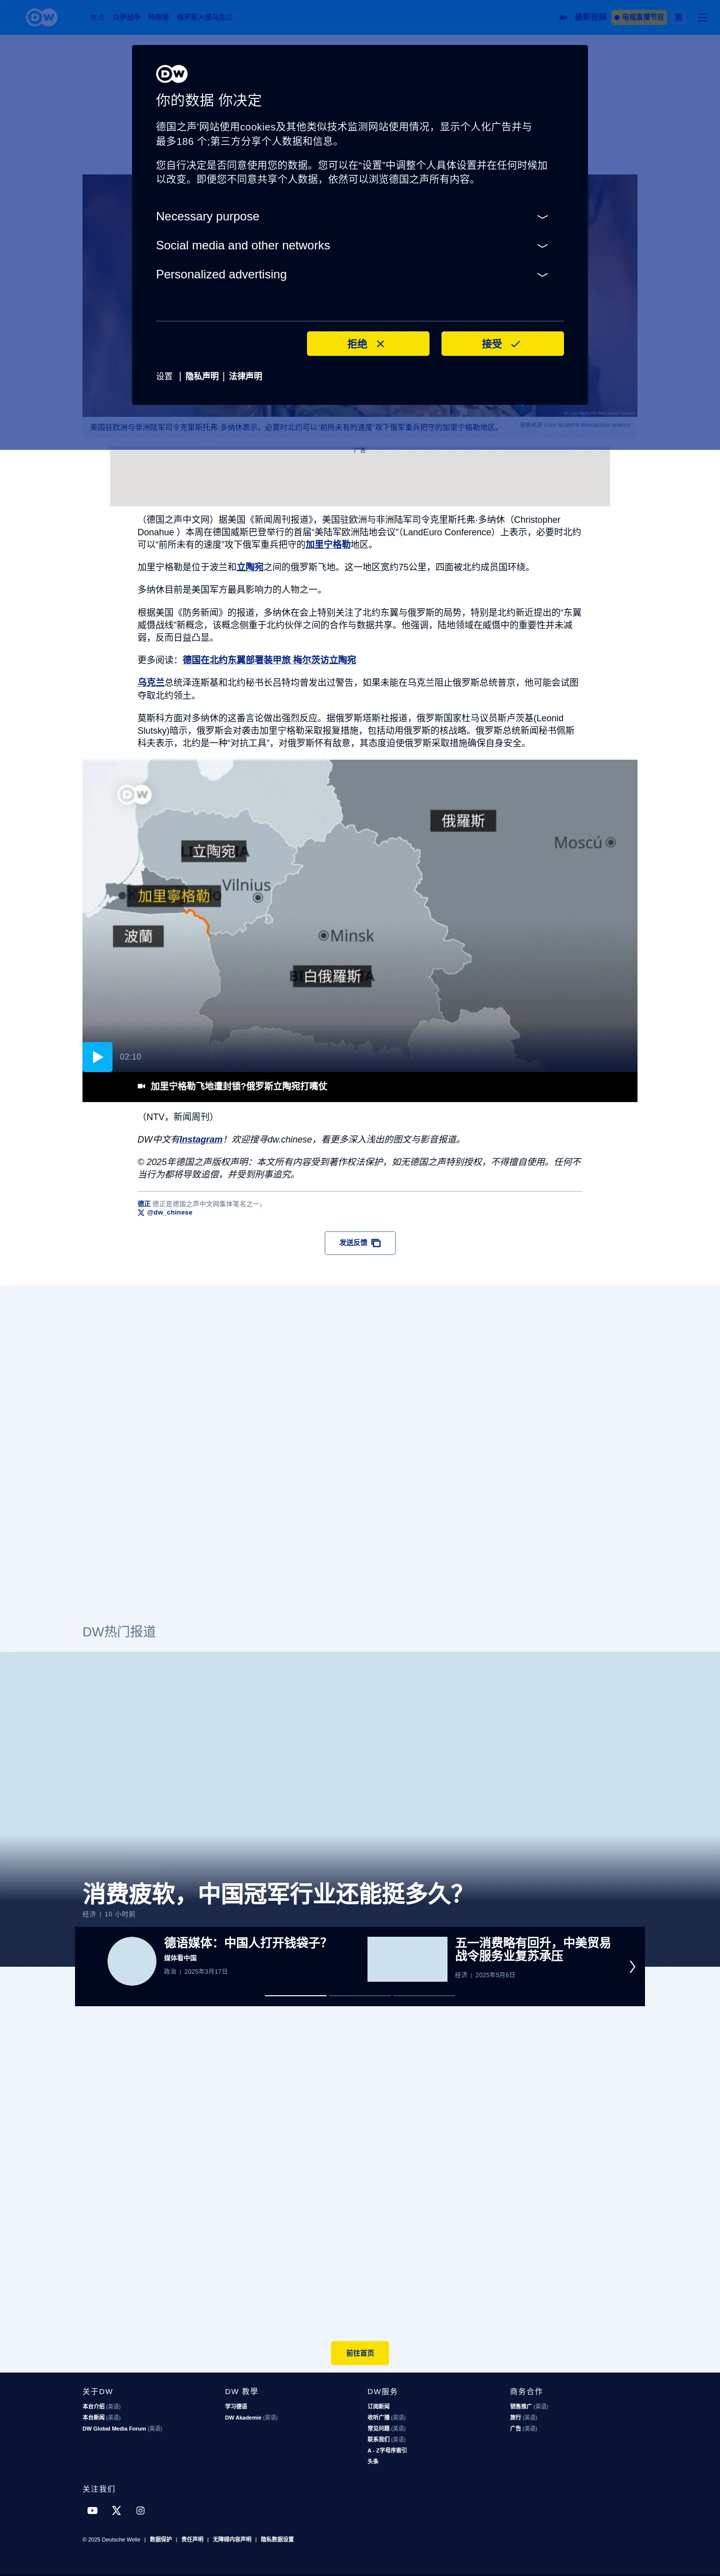 DW
焦点 以伊战争 特朗普 俄罗斯入侵乌克兰
最新视频 电视直播节目
DW
你的数据 你决定
德国之声'网站使用cookies及其他类似技术监测网站使用情况，显示个人化广告并与
最多186 个;第三方分享个人数据和信息。
您自行决定是否同意使用您的数据。您可以在“设置”中调整个人具体设置并在任何时候加
以改变。即便您不同意共享个人数据，依然可以浏览德国之声所有内容。
Necessary purpose
Social media and other networks
Personalized advertising
拒绝 接受
设置 | 隐私声明 | 法律声明
美国驻欧洲与非洲陆军司令克里斯托弗·多纳休表示，必要时北约可以“前所未有的速度”攻下俄军重兵把守的加里宁格勒地区。
广告
（德国之声中文网）据美国《新闻周刊报道》，美国驻欧洲与非洲陆军司令克里斯托弗·多纳休（Christopher
Donahue ）本周在德国威斯巴登举行的首届“美陆军欧洲陆地会议”（LandEuro Conference）上表示，必要时北约
可以“前所未有的速度”攻下俄军重兵把守的加里宁格勒地区。
加里宁格勒是位于波兰和立陶宛之间的俄罗斯飞地。这一地区宽约75公里，四面被北约成员国环绕。
多纳休目前是美国军方最具影响力的人物之一。
根据美国《防务新闻》的报道，多纳休在会上特别关注了北约东翼与俄罗斯的局势，特别是北约新近提出的“东翼
威慑战线”新概念，该概念侧重于北约伙伴之间的合作与数据共享。他强调，陆地领域在威慑中的重要性并未减
弱，反而日益凸显。
更多阅读：德国在北约东翼部署装甲旅 梅尔茨访立陶宛
乌克兰总统泽连斯基和北约秘书长吕特均曾发出过警告，如果未能在乌克兰阻止俄罗斯总统普京，他可能会试图
夺取北约领土。
莫斯科方面对多纳休的这番言论做出强烈反应。据俄罗斯塔斯社报道，俄罗斯国家杜马议员斯卢茨基(Leonid
Slutsky)暗示，俄罗斯会对袭击加里宁格勒采取报复措施，包括动用俄罗斯的核战略。俄罗斯总统新闻秘书佩斯
科夫表示，北约是一种“对抗工具”，对俄罗斯怀有敌意，其态度迫使俄罗斯采取措施确保自身安全。
DW
俄羅斯
Moscú
立陶宛
Vilnius
加里寧格勒
波蘭
Minsk
白俄羅斯
02:10
加里宁格勒飞地遭封锁?俄罗斯立陶宛打嘴仗
（NTV，新闻周刊）
DW中文有Instagram！欢迎搜寻dw.chinese，看更多深入浅出的图文与影音报道。
© 2025年德国之声版权声明：本文所有内容受到著作权法保护，如无德国之声特别授权，不得擅自使用。任何不
当行为都将导致追偿，并受到刑事追究。
德正 德正是德国之声中文网集体笔名之一。
@dw_chinese
发送反馈
DW热门报道
消费疲软，中国冠军行业还能挺多久？
经济 | 10 小时前
德语媒体：中国人打开钱袋子？
媒体看中国
政治 | 2025年3月17日
五一消费略有回升，中美贸易
战令服务业复苏承压
经济 | 2025年5月6日
前往首页
关于DW
本台介绍 (英语)
本台新闻 (英语)
DW Global Media Forum (英语)
DW 教學
学习德语
DW Akademie (英语)
DW服务
订阅新闻
收听广播 (英语)
常见问题 (英语)
联系我们 (英语)
A - Z字母序索引
头条
商务合作
销售推广 (英语)
旅行 (英语)
广告 (英语)
关注我们
© 2025 Deutsche Welle | 数据保护 | 责任声明 | 无障碍内容声明 | 隐私数据设置